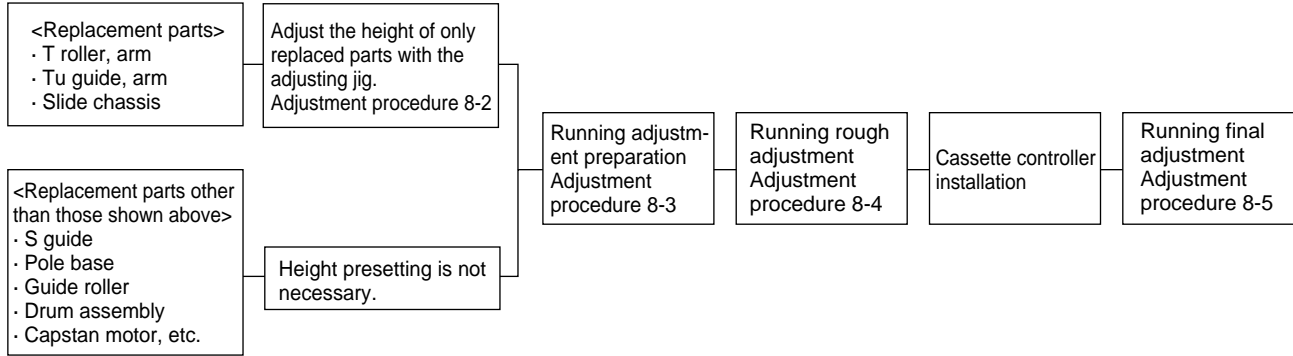 <Replacement parts>
· T roller, arm
· Tu guide, arm
· Slide chassis
Adjust the height of only
replaced parts with the
adjusting jig.
Adjustment procedure 8-2
<Replacement parts other
than those shown above>
· S guide
· Pole base
· Guide roller
· Drum assembly
· Capstan motor, etc.
Height presetting is not
necessary.
Running adjustm-
ent preparation
Adjustment
procedure 8-3
Running rough
adjustment
Adjustment
procedure 8-4
Cassette controller
installation
Running final
adjustment
Adjustment
procedure 8-5